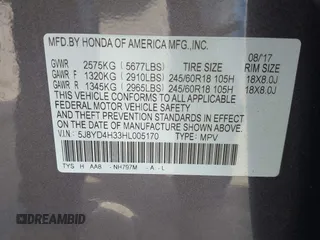 MFD. BY HONDA OF AMERICA MFG.,INC.
08/'17
GVWR 2575KG (5677LBS) TIRE SIZE RIM SIZE
GAWR F 1320KG (2910LBS) 245/60R18 105H 18X8.0J
GAWR R 1345KG (2965LBS) 245/60R18 105H 18X8.0J
THIS VEHICLE CONFORMS TO ALL APPLICABLE
FEDERAL MOTOR VEHICLE SAFETY AND THEFT
PREVENTION STANDARDS IN EFFECT ON THE
DATE OF MANUFACTURE SHOWN ABOVE.
V.I.N: 5J8YD4H33HL005170 TYPE: MPV
TYS H AA8 - NH797M - A - L
DREAMBID